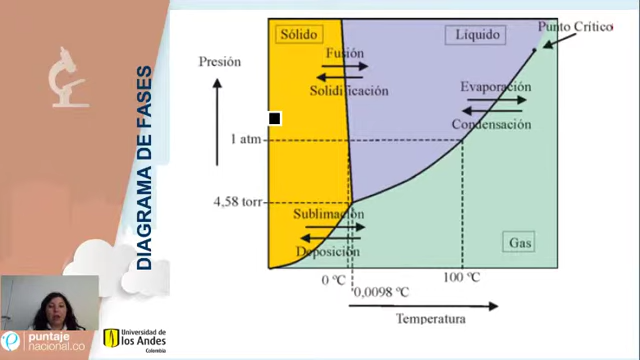 DIAGRAMA DE FASES
Punto Crítico
Sólido
Líquido
Presión
Fusión
Solidificación
Evaporación
Condensación
1 atm
4,58 torr
Sublimación
Deposición
Gas
0 ºC
100 ºC
0,0098 ºC
Temperatura
puntaje
nacional.co
Universidad de
los Andes
Colombia